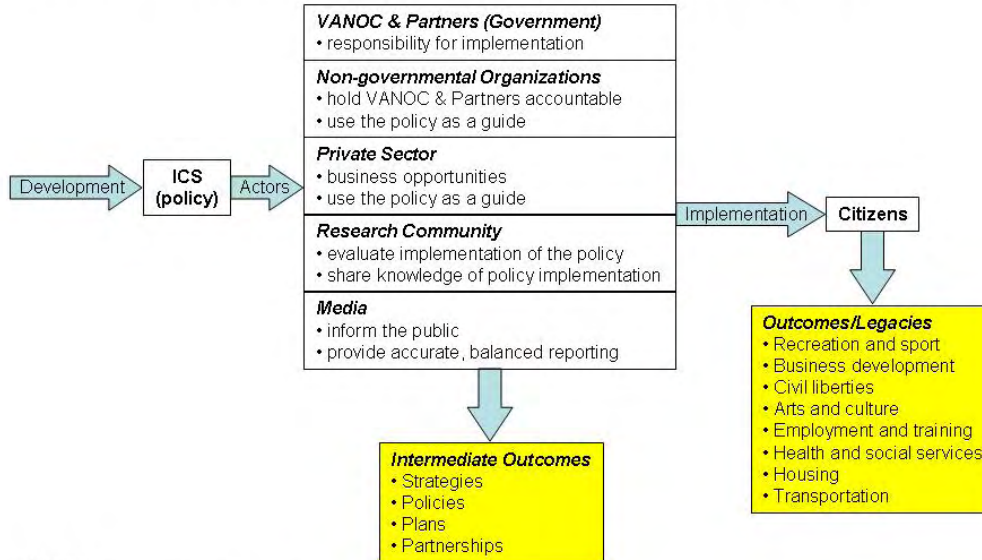 Development
ICS
(policy)
Actors
VANOC & Partners (Government)
• responsibility for implementation
Non-governmental Organizations
• hold VANOC & Partners accountable
• use the policy as a guide
Private Sector
• business opportunities
• use the policy as a guide
Research Community
• evaluate implementation of the policy
• share knowledge of policy implementation
Media
• inform the public
• provide accurate, balanced reporting
Implementation
Citizens
Intermediate Outcomes
• Strategies
• Policies
• Plans
• Partnerships
Outcomes/Legacies
• Recreation and sport
• Business development
• Civil liberties
• Arts and culture
• Employment and training
• Health and social services
• Housing
• Transportation